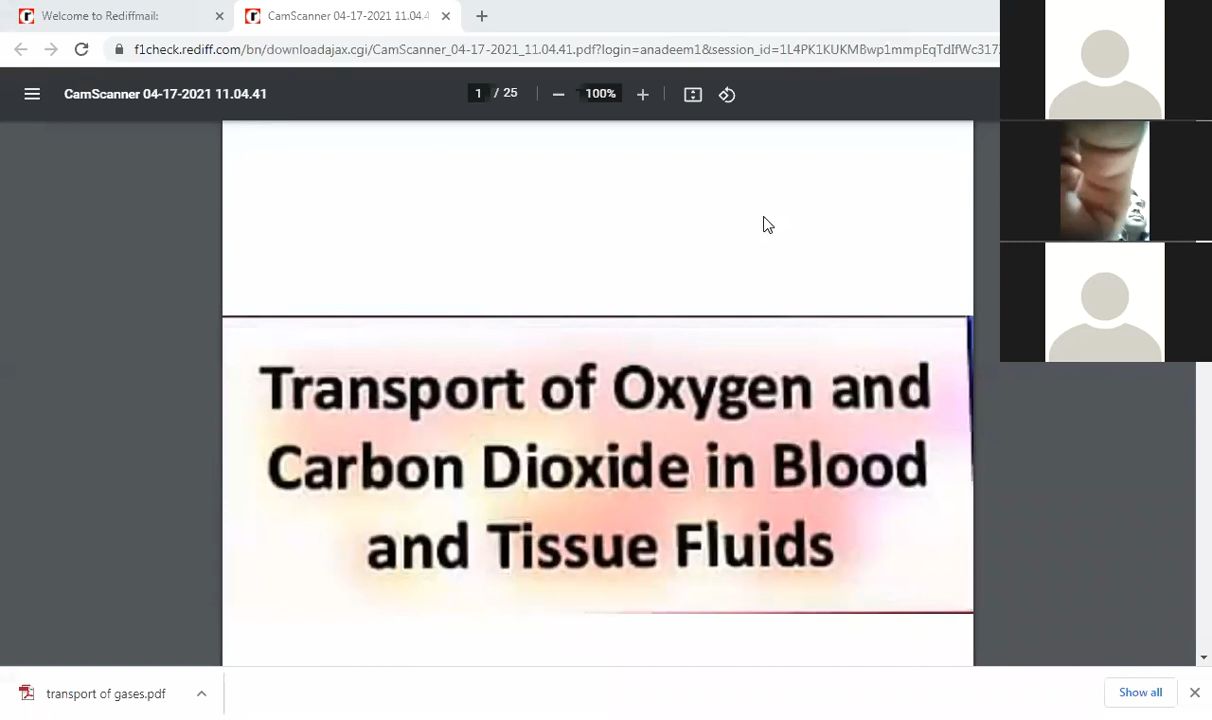 Welcome to Rediffmail:
CamScanner 04-17-2021 11.04.4
f1check.rediff.com/bn/downloadajax.cgi/CamScanner_04-17-2021_11.04.41.pdf?login=anadeem1&session_id=
CamScanner 04-17-2021 11.04.41
1 / 25
100%
Transport of Oxygen and
Carbon Dioxide in Blood
and Tissue Fluids
transport of gases.pdf
Show all